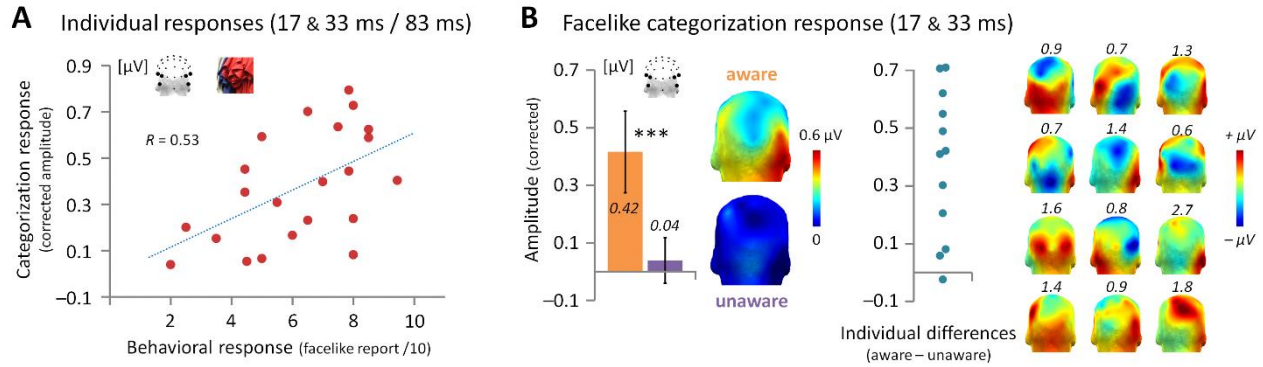 A Individual responses (17 & 33 ms / 83 ms)
Categorization response
(corrected amplitude)
[µV]
0.9
0.7
0.5
0.3
0.1
−0.1
R = 0.53
2 4 6 8 10
Behavioral response (facelike report /10)
B Facelike categorization response (17 & 33 ms)
Amplitude (corrected)
[µV]
0.7
0.5
0.3
0.1
−0.1
***
0.42
0.04
aware
unaware
0.6 µV
0
0.7
0.5
0.3
0.1
−0.1
Individual differences
(aware – unaware)
0.9 0.7 1.3
0.7 1.4 0.6
1.6 0.8 2.7
1.4 0.9 1.8
+ µV
− µV